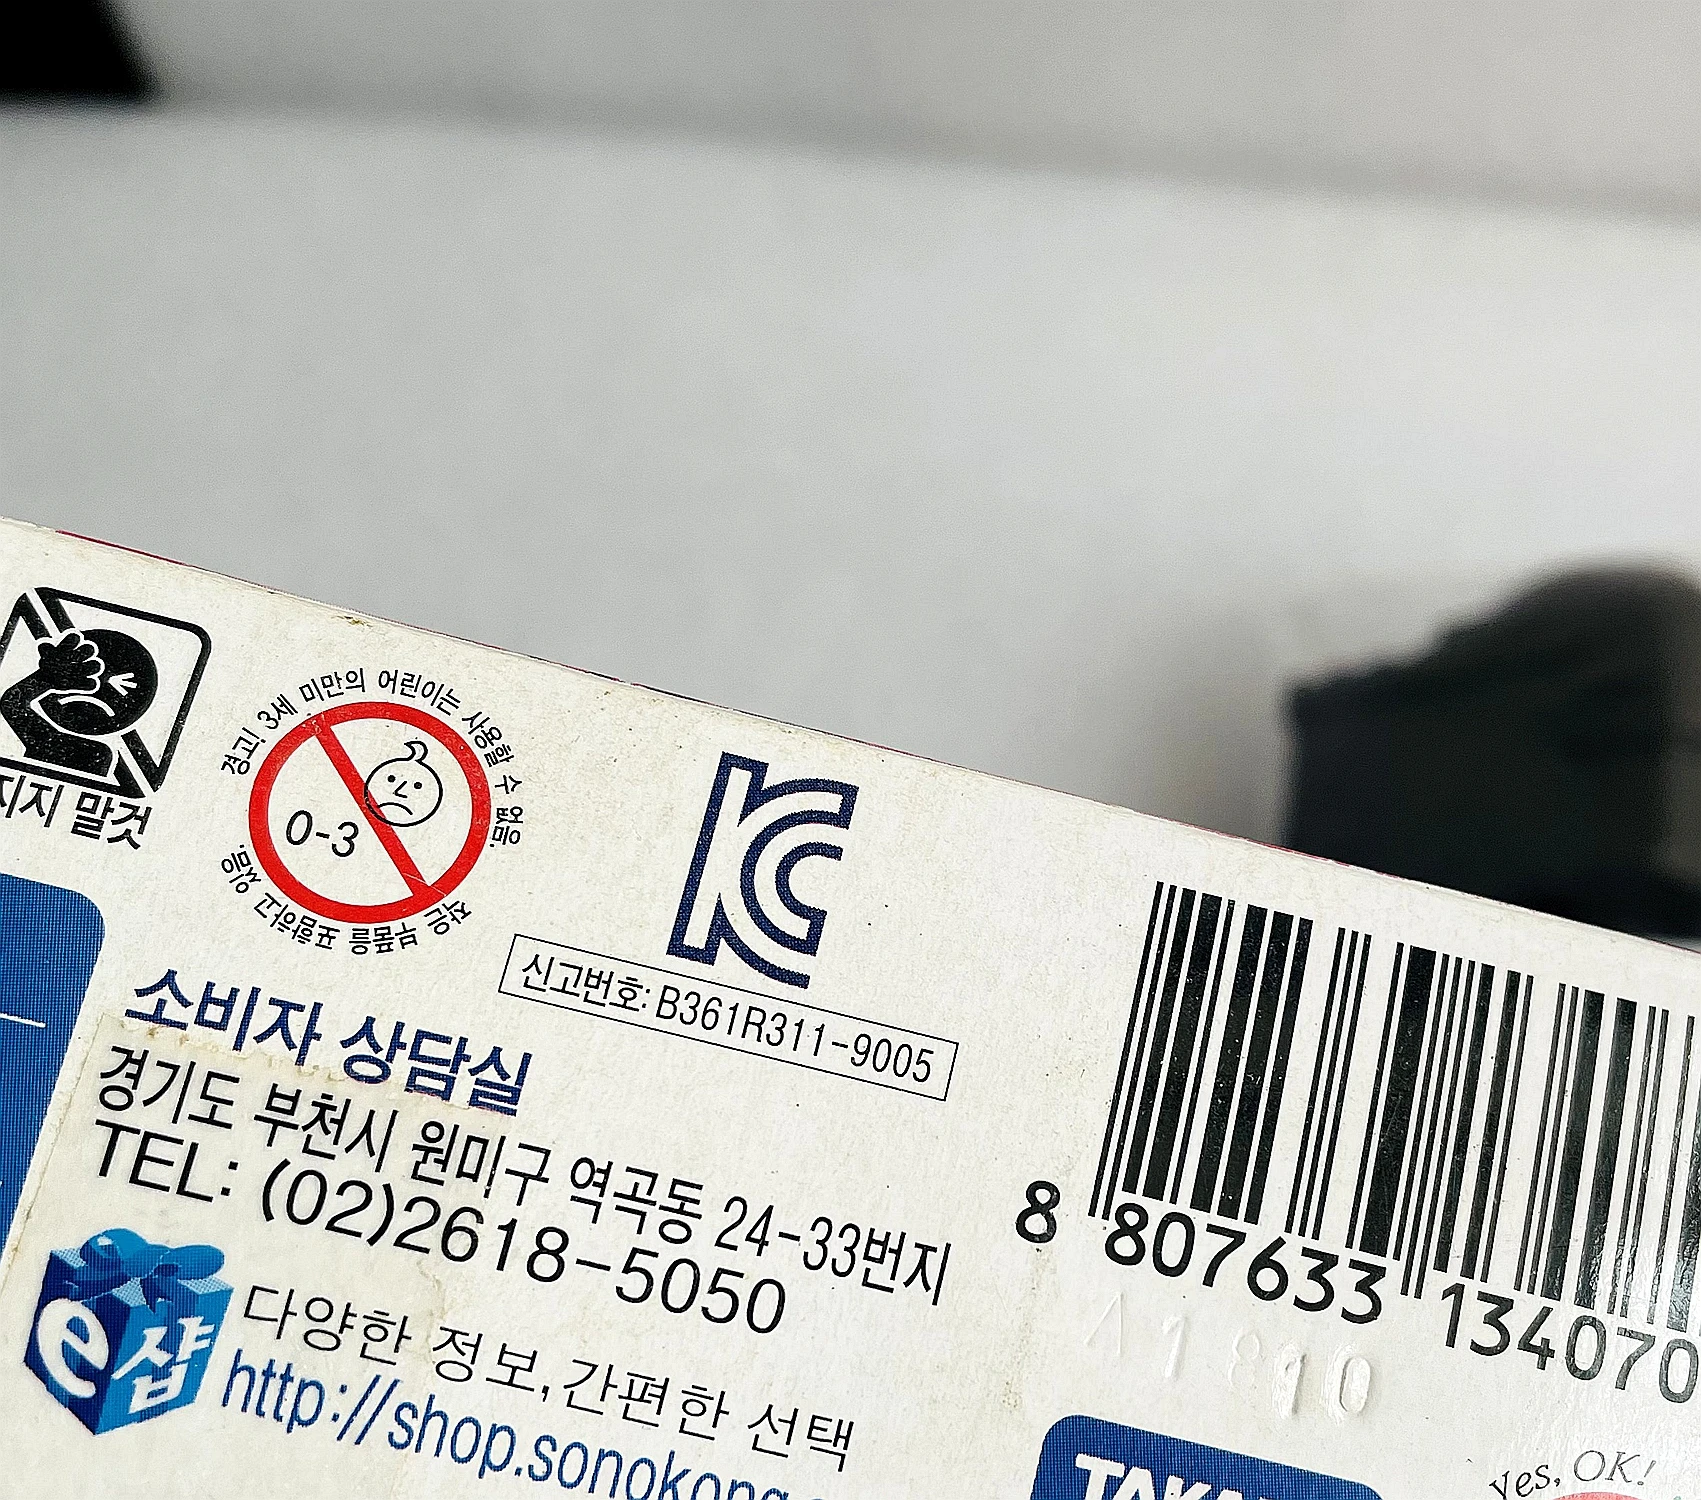 지지 말것
경고! 3세 미만의 어린이는 사용할 수 없음.
작은 부품을 포함하고 있음.
0-3
KC
신고번호: B361R311-9005
소비자 상담실
경기도 부천시 원미구 역곡동 24-33번지
TEL: (02)2618-5050
e샵
다양한 정보,간편한 선택
http://shop.sonokong
8 807633 134070
yes, OK!